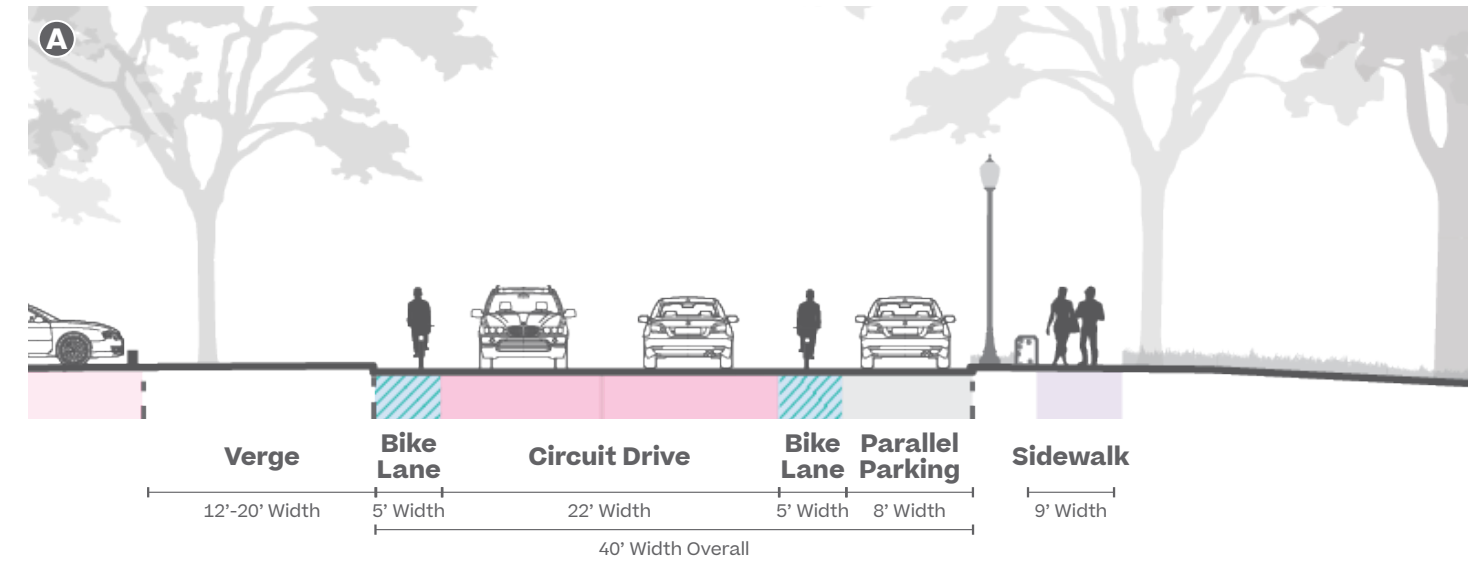 A
Verge
Bike
Lane
Circuit Drive
Bike
Lane
Parallel
Parking
Sidewalk
12’-20’ Width
5’ Width
22’ Width
5’ Width
8’ Width
9’ Width
40’ Width Overall